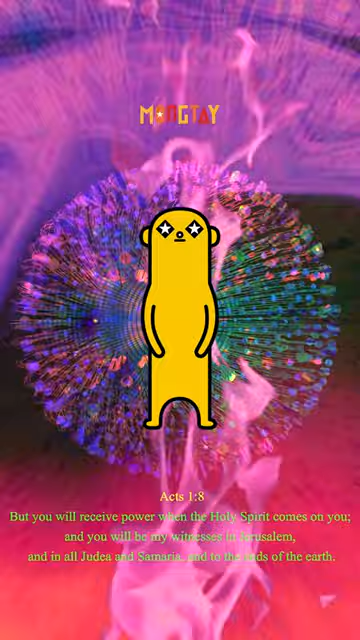 MONGTAY
Acts 1:8
But you will receive power when the Holy Spirit comes on you;
and you will be my witnesses in Jerusalem,
and in all Judea and Samaria, and to the ends of the earth.